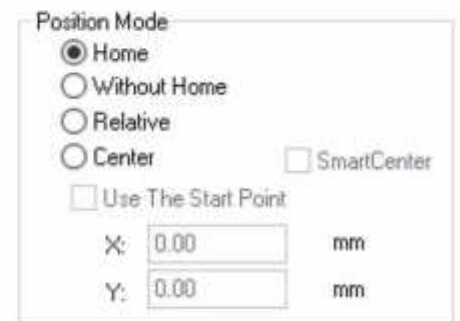 Position Mode
Home
Without Home
Relative
Center SmartCenter
Use The Start Point
X: 0.00 mm
Y: 0.00 mm